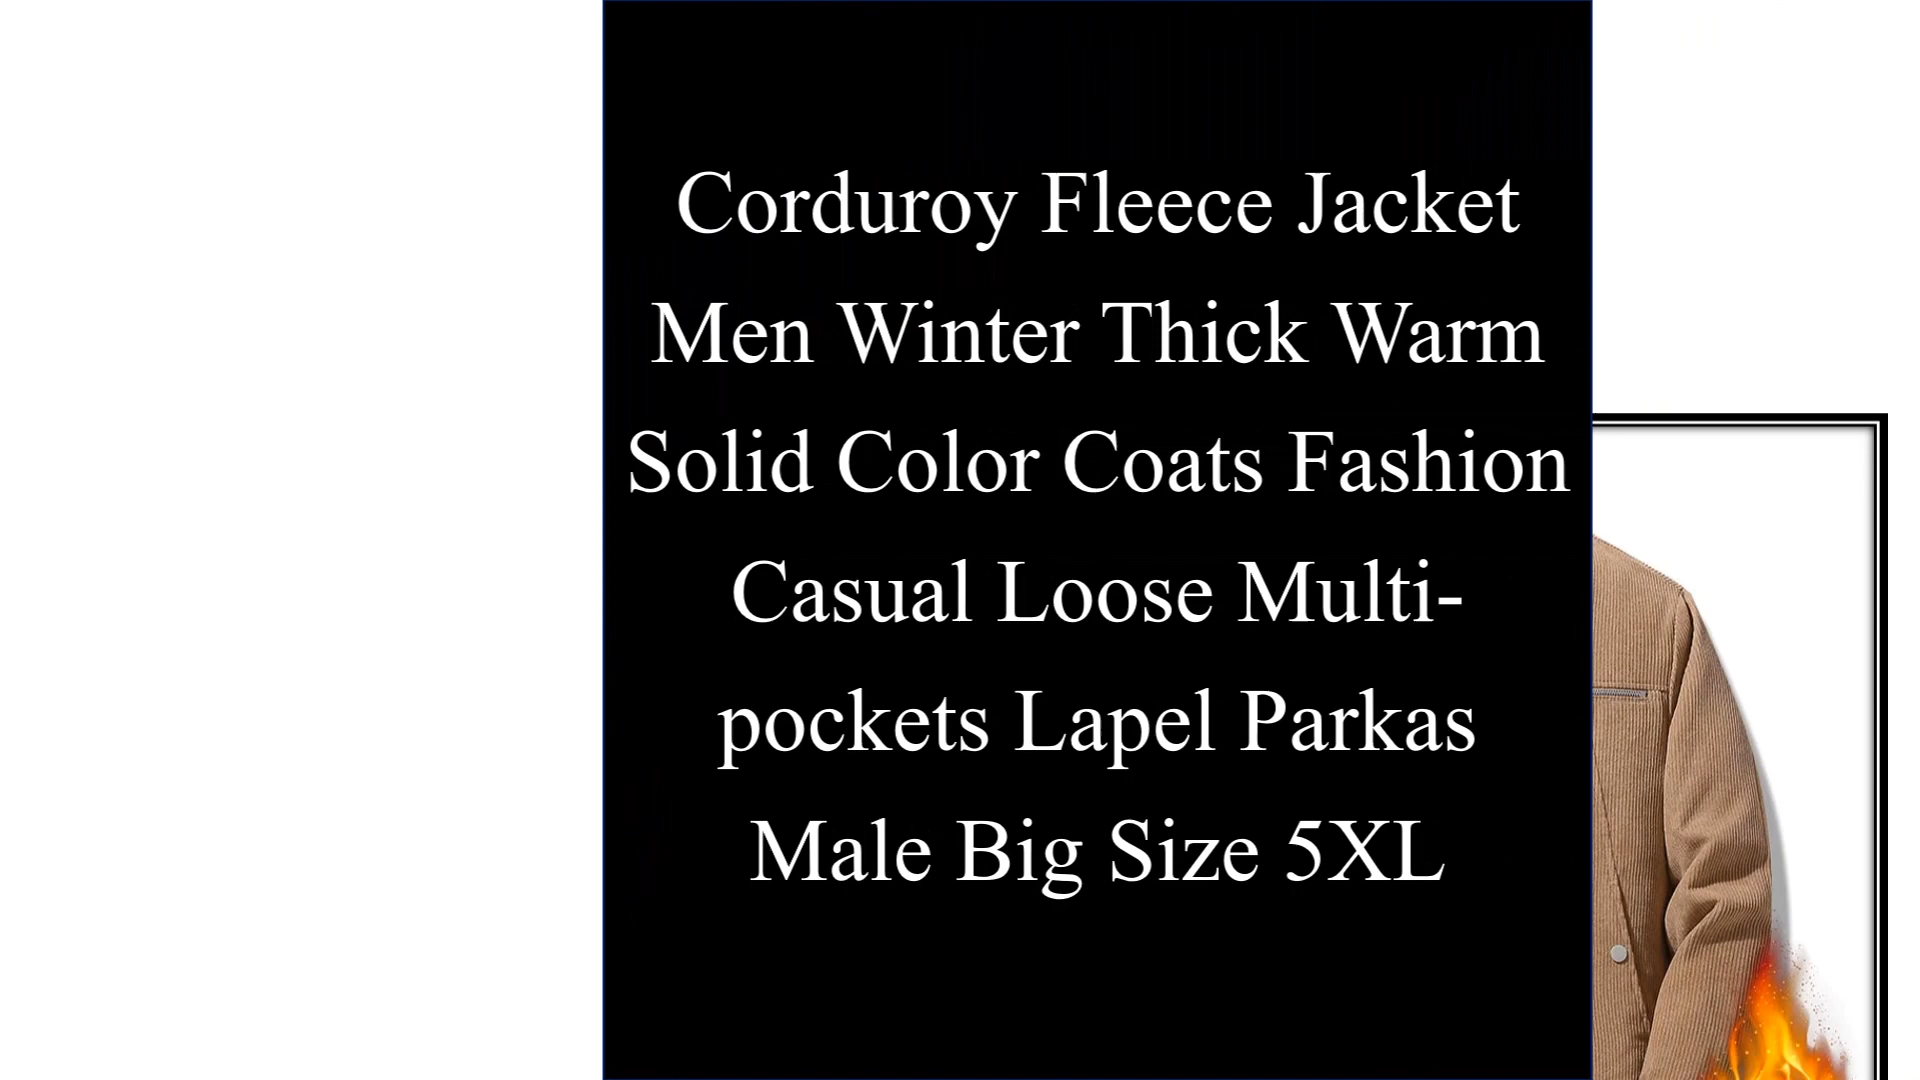 Corduroy Fleece Jacket
Men Winter Thick Warm
Solid Color Coats Fashion
Casual Loose Multi-
pockets Lapel Parkas
Male Big Size 5XL